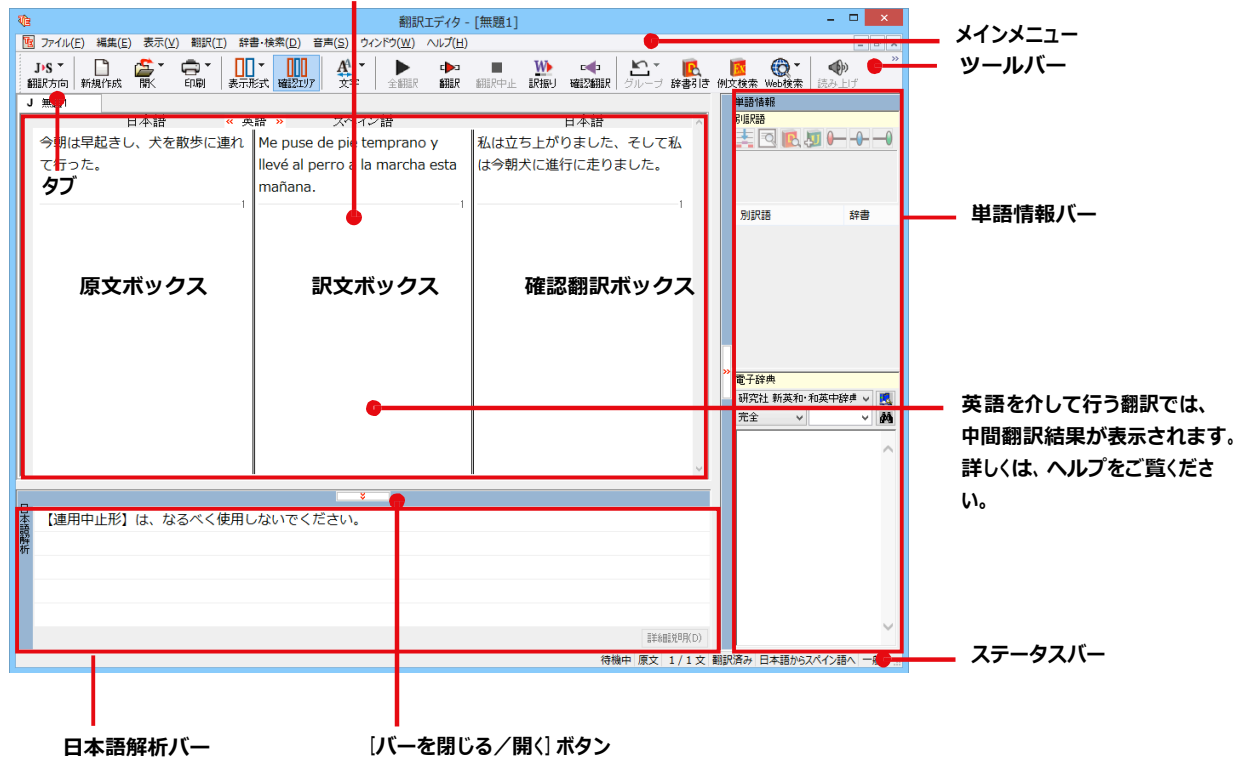 翻訳エディタ - [無題1]
ファイル(F) 編集(E) 表示(V) 翻訳(T) 辞書・検索(D) 音声(S) ウィンドウ(W) ヘルプ(H)
メインメニュー
ツールバー
翻訳方向 新規作成 開く 印刷 表示形式 確認エリア 文字 全翻訳 翻訳 翻訳中止 訳振り 確認翻訳 グループ 辞書引き 例文検索 Web検索 読み上げ
J 無題1
日本語 « 英語 » スペイン語 日本語
今朝は早起きし、犬を散歩に連れ
て行った。
タブ
1
Me puse de pie temprano y
llevé al perro a la marcha esta
mañana.
1
私は立ち上がりました、そして私
は今朝犬に進行に走りました。
1
原文ボックス 訳文ボックス 確認翻訳ボックス
単語情報
別訳語
別訳語 辞書
単語情報バー
電子辞典
研究社 新英和・和英中辞典
完全
英語を介して行う翻訳では、
中間翻訳結果が表示されます。
詳しくは、ヘルプをご覧くださ
い。
日本語解析
【連用中止形】は、なるべく使用しないでください。
詳細説明(D)
待機中 原文 1 / 1 文 翻訳済み 日本語からスペイン語へ
ステータスバー
日本語解析バー
[バーを閉じる／開く] ボタン